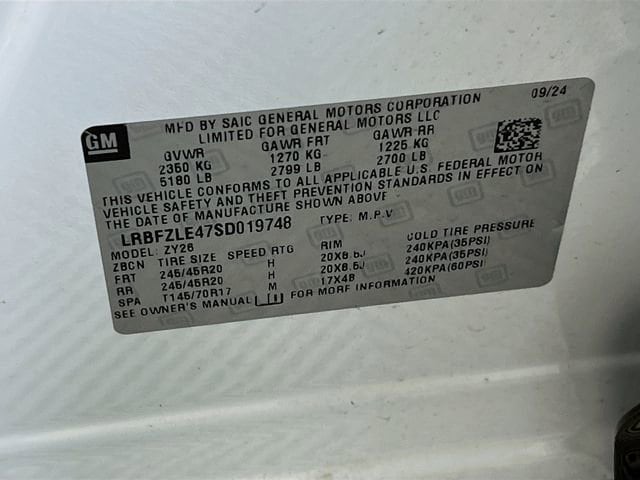 09/24
GM
MFD BY SAIC GENERAL MOTORS CORPORATION
LIMITED FOR GENERAL MOTORS LLC
GVWR GAWR FRT GAWR RR
2350 KG 1270 KG 1225 KG
5180 LB 2799 LB 2700 LB
THIS VEHICLE CONFORMS TO ALL APPLICABLE U.S. FEDERAL MOTOR
VEHICLE SAFETY AND THEFT PREVENTION STANDARDS IN EFFECT ON
THE DATE OF MANUFACTURE SHOWN ABOVE.
LRBFZLE47SD019748 TYPE: M.P.V
MODEL: ZY26
ZBCN TIRE SIZE SPEED RTG RIM COLD TIRE PRESSURE
FRT 245/45R20 H 20X8.5J 240KPA(35PSI)
RR 245/45R20 H 20X8.5J 240KPA(35PSI)
SPA T145/70R17 M 17X4B 420KPA(60PSI)
SEE OWNER'S MANUAL FOR MORE INFORMATION